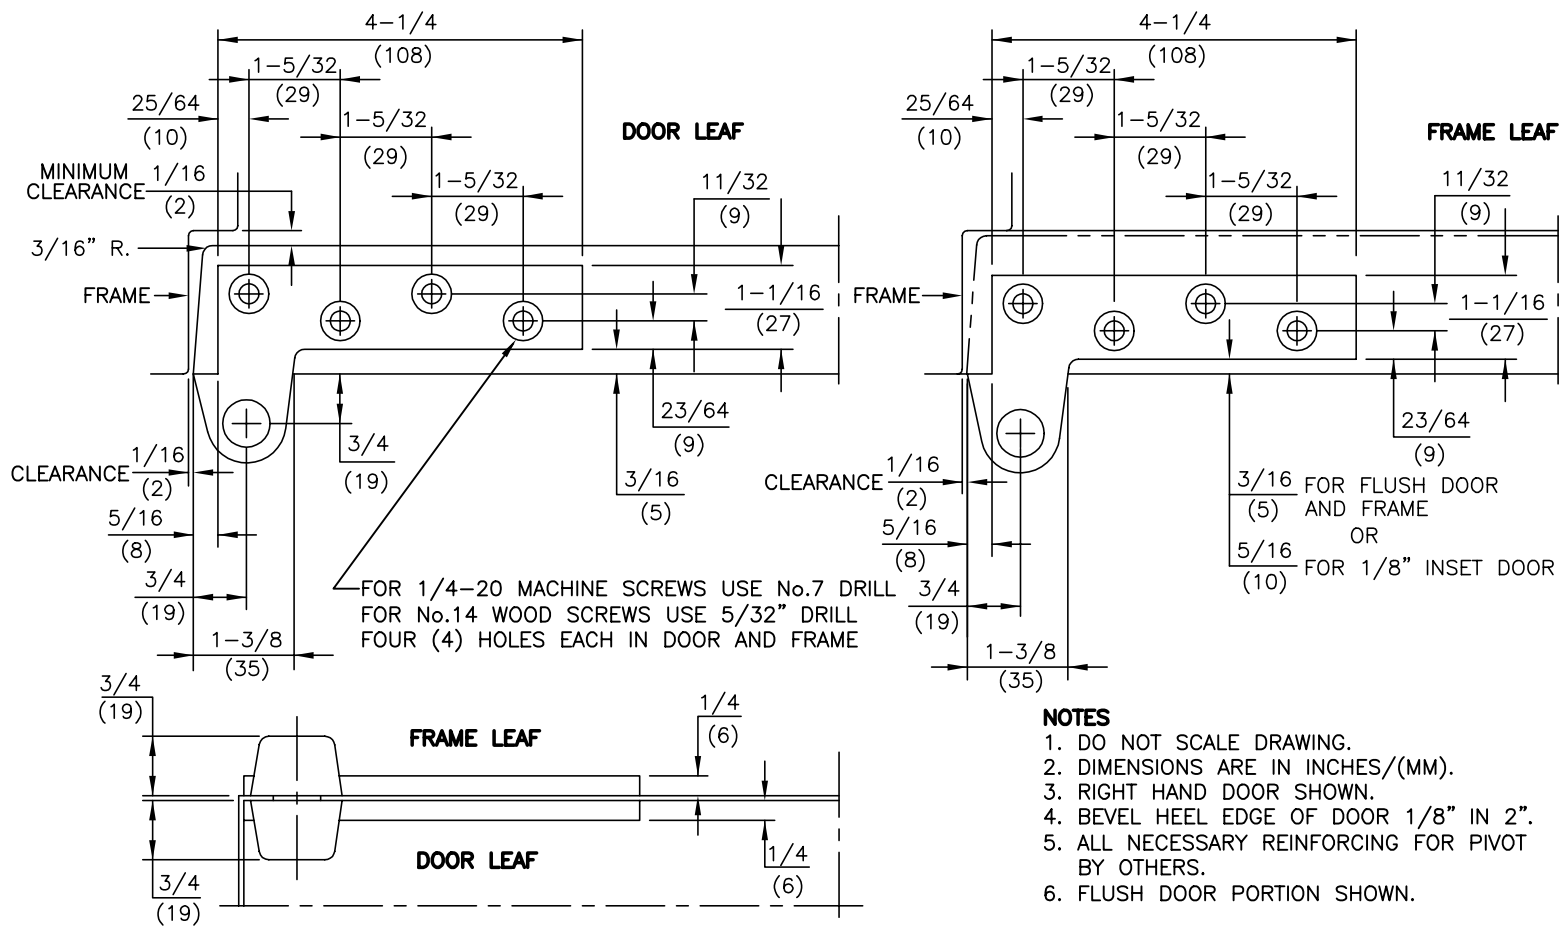 4-1/4
(108)
1-5/32
(29)
25/64
(10)
1-5/32
(29)
DOOR LEAF
MINIMUM
CLEARANCE
1/16
(2)
1-5/32
(29)
11/32
(9)
3/16" R.
FRAME
1-1/16
(27)
23/64
(9)
3/4
(19)
1/16
CLEARANCE
(2)
3/16
(5)
5/16
(8)
3/4
(19)
FOR 1/4-20 MACHINE SCREWS USE No.7 DRILL
FOR No.14 WOOD SCREWS USE 5/32" DRILL
FOUR (4) HOLES EACH IN DOOR AND FRAME
1-3/8
(35)
4-1/4
(108)
1-5/32
(29)
25/64
(10)
1-5/32
(29)
FRAME LEAF
1-5/32
(29)
11/32
(9)
FRAME
1-1/16
(27)
23/64
(9)
1/16
CLEARANCE
(2)
3/16
(5)
FOR FLUSH DOOR
AND FRAME
OR
5/16
(10)
FOR 1/8" INSET DOOR
5/16
(8)
3/4
(19)
1-3/8
(35)
3/4
(19)
FRAME LEAF
1/4
(6)
DOOR LEAF
1/4
(6)
3/4
(19)
NOTES
1. DO NOT SCALE DRAWING.
2. DIMENSIONS ARE IN INCHES/(MM).
3. RIGHT HAND DOOR SHOWN.
4. BEVEL HEEL EDGE OF DOOR 1/8" IN 2".
5. ALL NECESSARY REINFORCING FOR PIVOT
BY OTHERS.
6. FLUSH DOOR PORTION SHOWN.